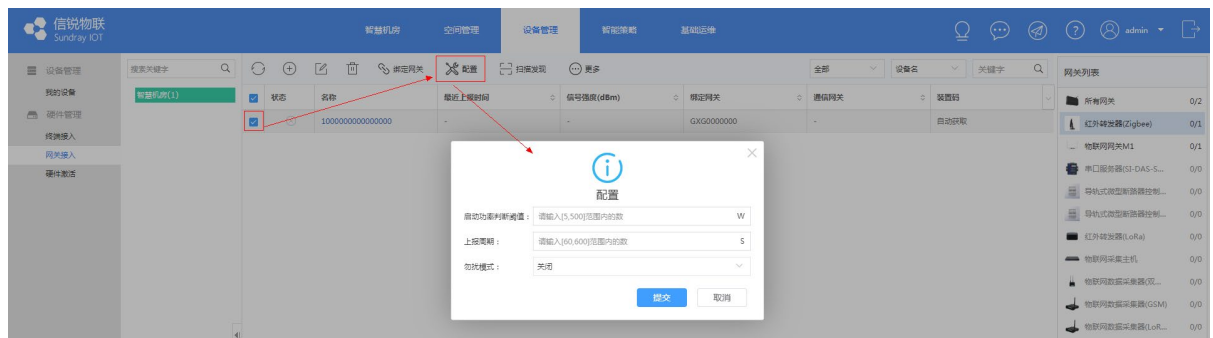 信锐物联
Sundray IOT
智慧机房 空间管理 设备管理 智能策略 基础运维
admin
设备管理
我的设备
硬件管理
终端接入
网关接入
硬件激活
搜索关键字
智慧机房(1)
绑定网关 配置 扫描发现 更多
全部 设备名 关键字
状态 名称 最近上报时间 信号强度(dBm) 绑定网关 通信网关 装置码
1000000000000000 - - GXG0000000 - 自动获取
配置
启动功率判断阈值： 请输入[5,500]范围内的数 W
上报周期： 请输入[60,600]范围内的数 S
勿扰模式： 关闭
提交 取消
网关列表
所有网关 0/2
红外转发器(Zigbee) 0/1
物联网网关M1 0/1
串口服务器(SI-DAS-S... 0/0
导轨式微型断路器控制... 0/0
导轨式微型断路器控制... 0/0
红外转发器(LoRa) 0/0
物联网采集主机 0/0
物联网数据采集器(双... 0/0
物联网数据采集器(GSM) 0/0
物联网数据采集器(LoR... 0/0